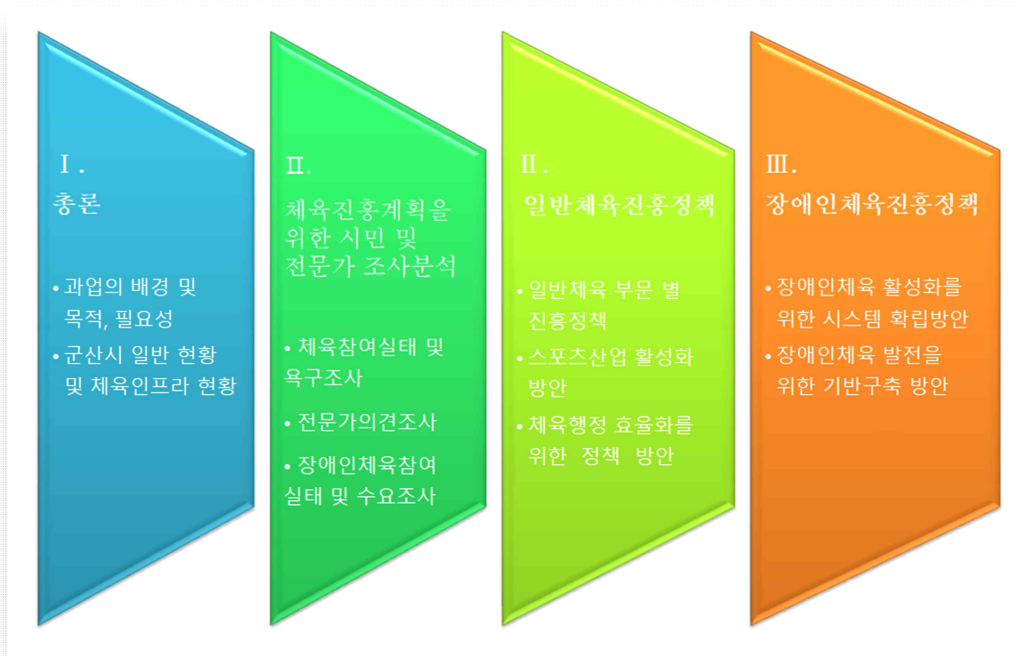 Ⅰ.
총론
• 과업의 배경 및
목적, 필요성
• 군산시 일반 현황
및 체육인프라 현황
Ⅱ.
체육진흥계획을
위한 시민 및
전문가 조사분석
• 체육참여실태 및
욕구조사
• 전문가의견조사
• 장애인체육참여
실태 및 수요조사
Ⅱ.
일반체육진흥정책
• 일반체육 부문 별
진흥정책
• 스포츠산업 활성화
방안
• 체육행정 효율화를
위한 정책 방안
Ⅲ.
장애인체육진흥정책
• 장애인체육 활성화를
위한 시스템 확립방안
• 장애인체육 발전을
위한 기반구축 방안